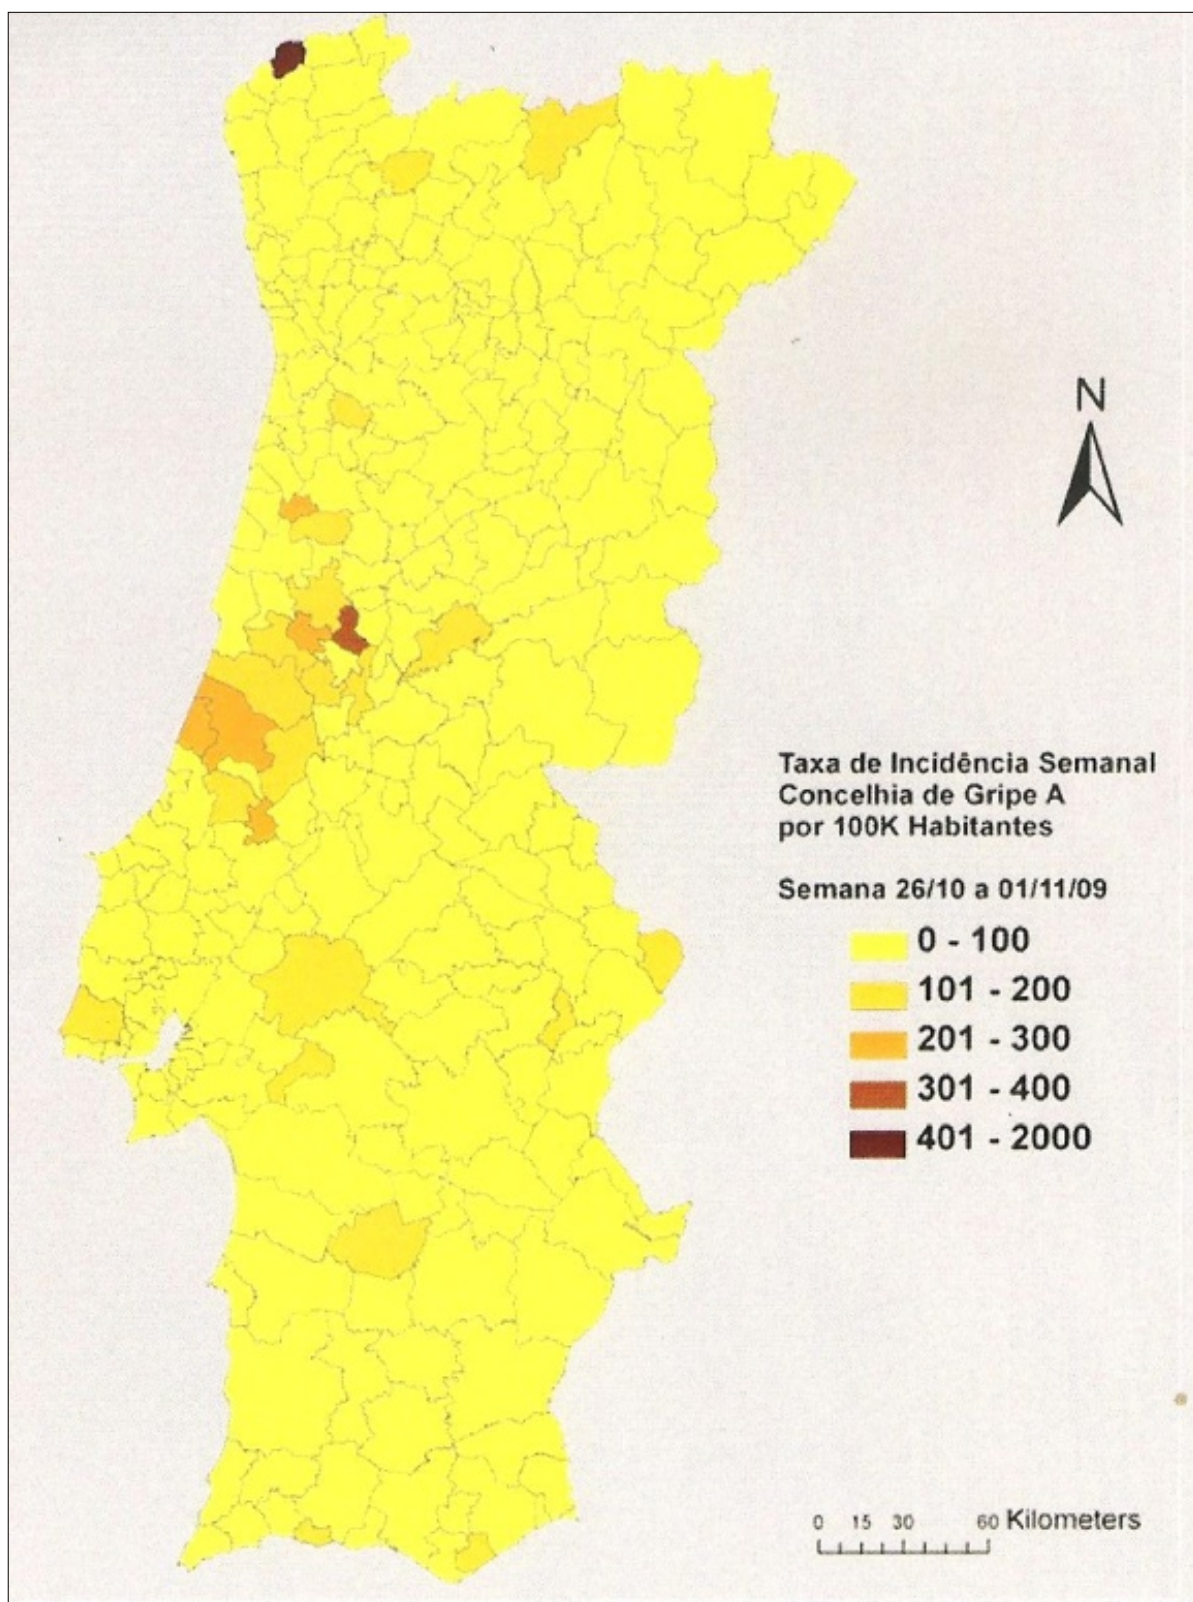 N
Taxa de Incidência Semanal
Concelhia de Gripe A
por 100K Habitantes
Semana 26/10 a 01/11/09
0 - 100
101 - 200
201 - 300
301 - 400
401 - 2000
0 15 30 60 Kilometers